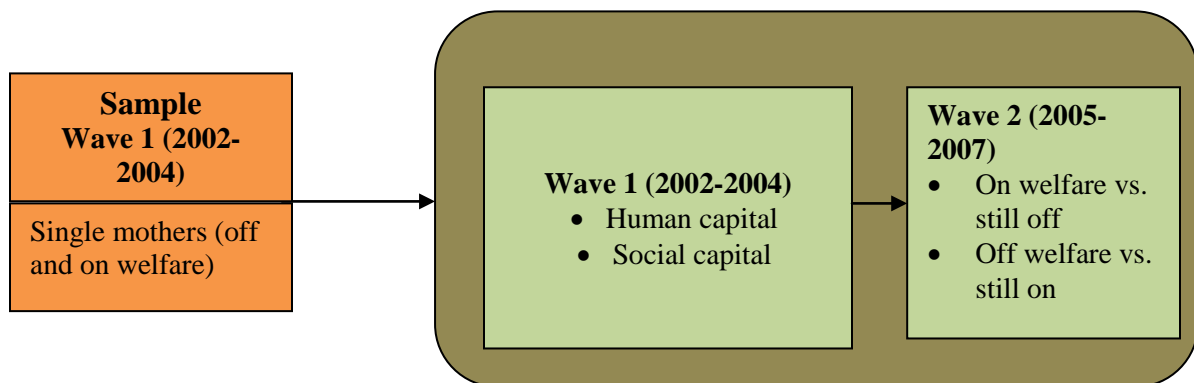 Sample
Wave 1 (2002-
2004)
Single mothers (off
and on welfare)
Wave 1 (2002-2004)
• Human capital
• Social capital
Wave 2 (2005-
2007)
• On welfare vs.
still off
• Off welfare vs.
still on